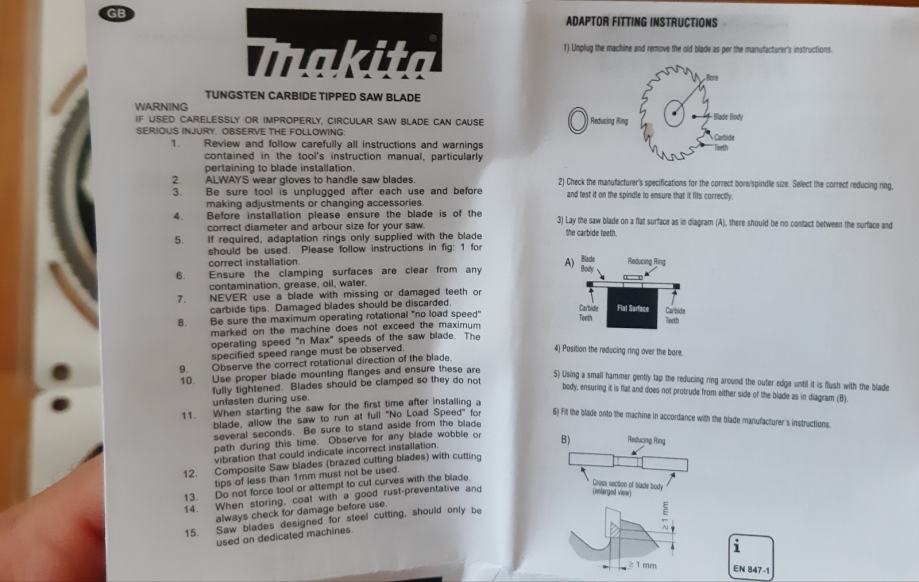 GB
makita®
TUNGSTEN CARBIDE TIPPED SAW BLADE
WARNING
IF USED CARELESSLY OR IMPROPERLY, CIRCULAR SAW BLADE CAN CAUSE
SERIOUS INJURY. OBSERVE THE FOLLOWING:
1. Review and follow carefully all instructions and warnings
contained in the tool's instruction manual, particularly
pertaining to blade installation.
2. ALWAYS wear gloves to handle saw blades.
3. Be sure tool is unplugged after each use and before
making adjustments or changing accessories.
4. Before installation please ensure the blade is of the
correct diameter and arbour size for your saw.
5. If required, adaptation rings only supplied with the blade
should be used. Please follow instructions in fig: 1 for
correct installation.
6. Ensure the clamping surfaces are clear from any
contamination, grease, oil, water.
7. NEVER use a blade with missing or damaged teeth or
carbide tips. Damaged blades should be discarded.
8. Be sure the maximum operating rotational "no load speed"
marked on the machine does not exceed the maximum
operating speed "n Max" speeds of the saw blade. The
specified speed range must be observed.
9. Observe the correct rotational direction of the blade.
10. Use proper blade mounting flanges and ensure these are
fully tightened. Blades should be clamped so they do not
unfasten during use.
11. When starting the saw for the first time after installing a
blade, allow the saw to run at full "No Load Speed" for
several seconds. Be sure to stand aside from the blade
path during this time. Observe for any blade wobble or
vibration that could indicate incorrect installation.
12. Composite Saw blades (brazed cutting blades) with cutting
tips of less than 1mm must not be used.
13. Do not force tool or attempt to cut curves with the blade.
14. When storing, coat with a good rust-preventative and
always check for damage before use.
15. Saw blades designed for steel cutting, should only be
used on dedicated machines.
ADAPTOR FITTING INSTRUCTIONS
1) Unplug the machine and remove the old blade as per the manufacturer's instructions.
Bore
Reducing Ring
Blade Body
Carbide
Teeth
2) Check the manufacturer's specifications for the correct bore/spindle size. Select the correct reducing ring,
and test it on the spindle to ensure that it fits correctly.
3) Lay the saw blade on a flat surface as in diagram (A), there should be no contact between the surface and
the carbide teeth.
A)
Blade
Body
Reducing Ring
Carbide
Teeth
Flat Surface
Carbide
Teeth
4) Position the reducing ring over the bore.
5) Using a small hammer gently tap the reducing ring around the outer edge until it is flush with the blade
body, ensuring it is flat and does not protrude from either side of the blade as in diagram (B).
6) Fit the blade onto the machine in accordance with the blade manufacturer's instructions.
B)
Reducing Ring
Cross section of blade body
(enlarged view)
≥ 1 mm
≥ 1 mm
i
EN 847-1